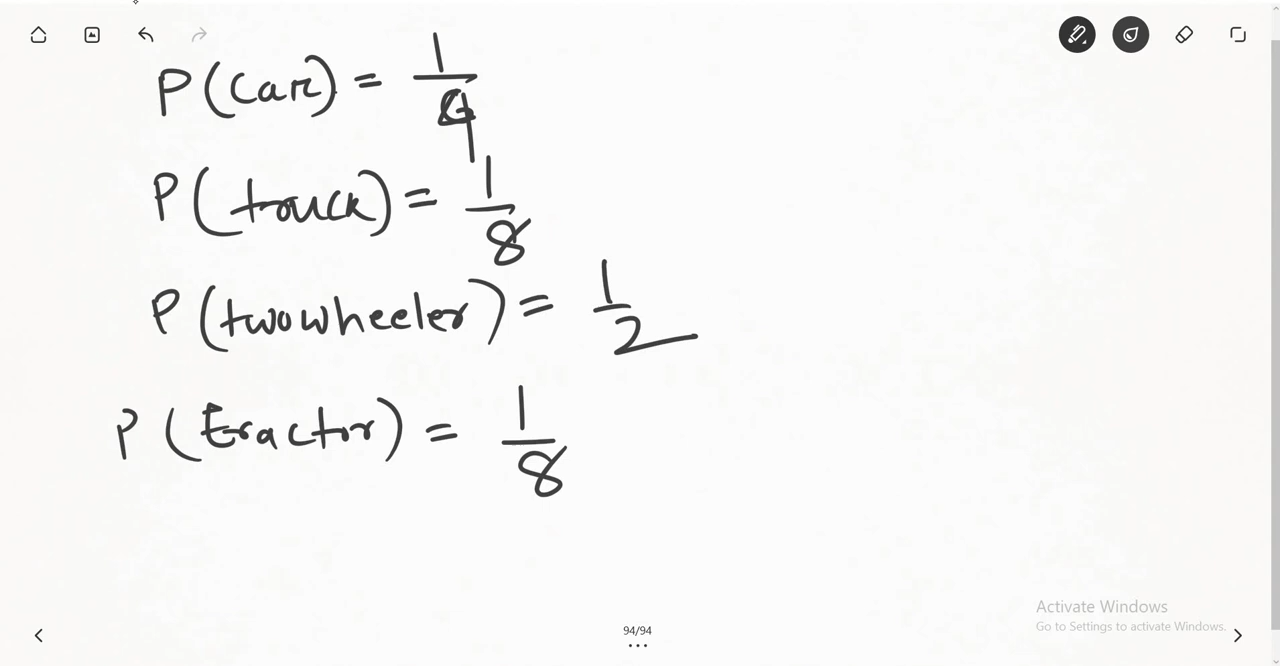 P(Car) = 1/4
P(truck) = 1/8
P(twowheeler) = 1/2
P(tractor) = 1/8
Activate Windows
Go to Settings to activate Windows.
94/94